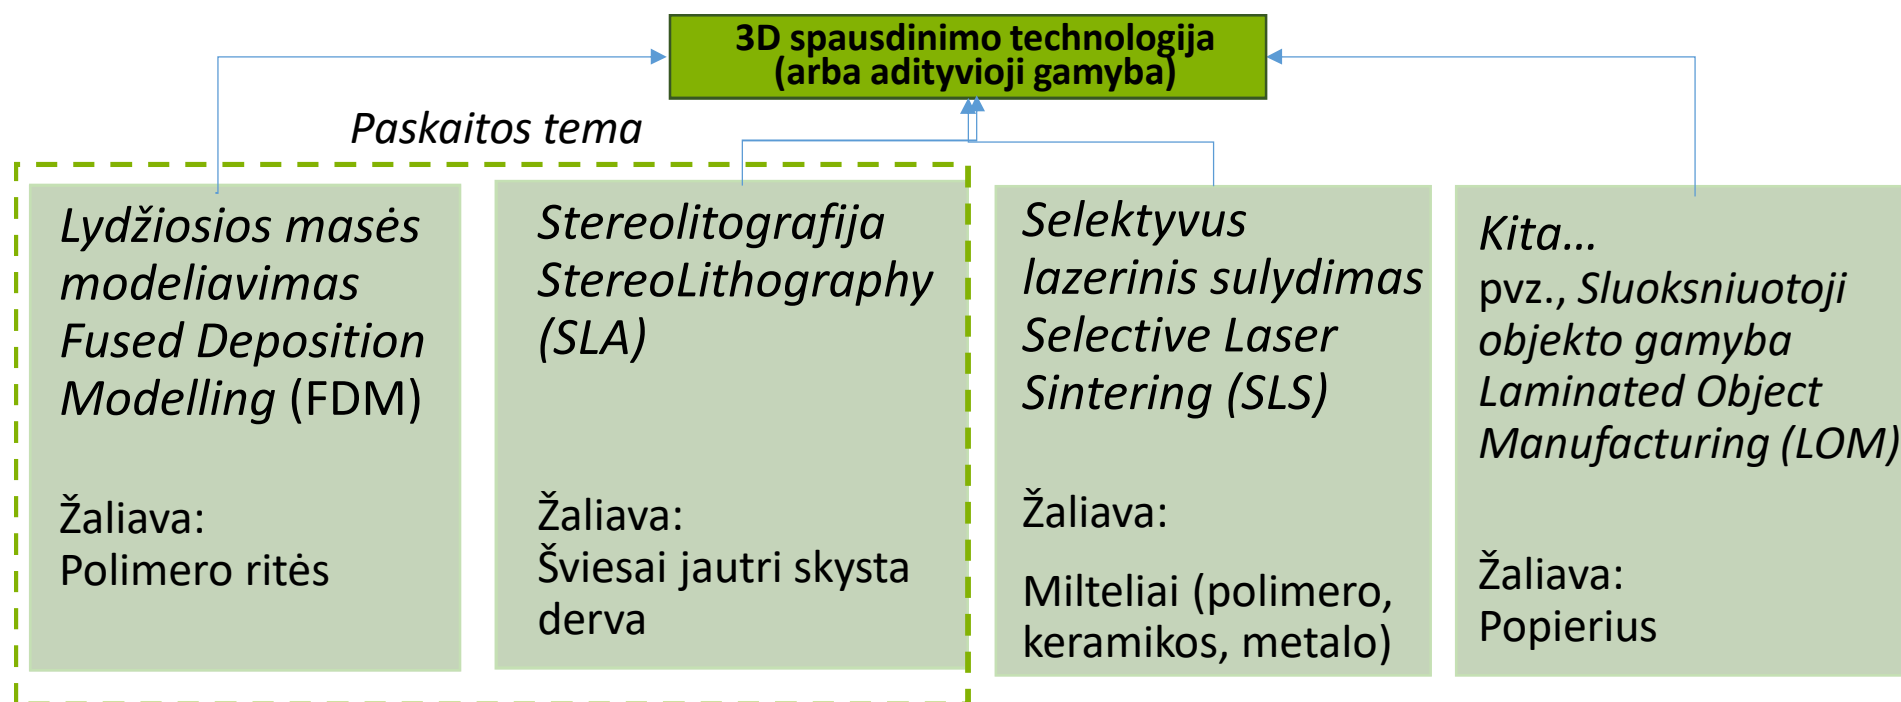 3D spausdinimo technologija
(arba adityvioji gamyba)
Paskaitos tema
Lydžiosios masės
modeliavimas
Fused Deposition
Modelling (FDM)
Žaliava:
Polimero ritės
Stereolitografija
StereoLithography
(SLA)
Žaliava:
Šviesai jautri skysta
derva
Selektyvus
lazerinis sulydimas
Selective Laser
Sintering (SLS)
Žaliava:
Milteliai (polimero,
keramikos, metalo)
Kita...
pvz., Sluoksniuotoji
objekto gamyba
Laminated Object
Manufacturing (LOM)
Žaliava:
Popierius